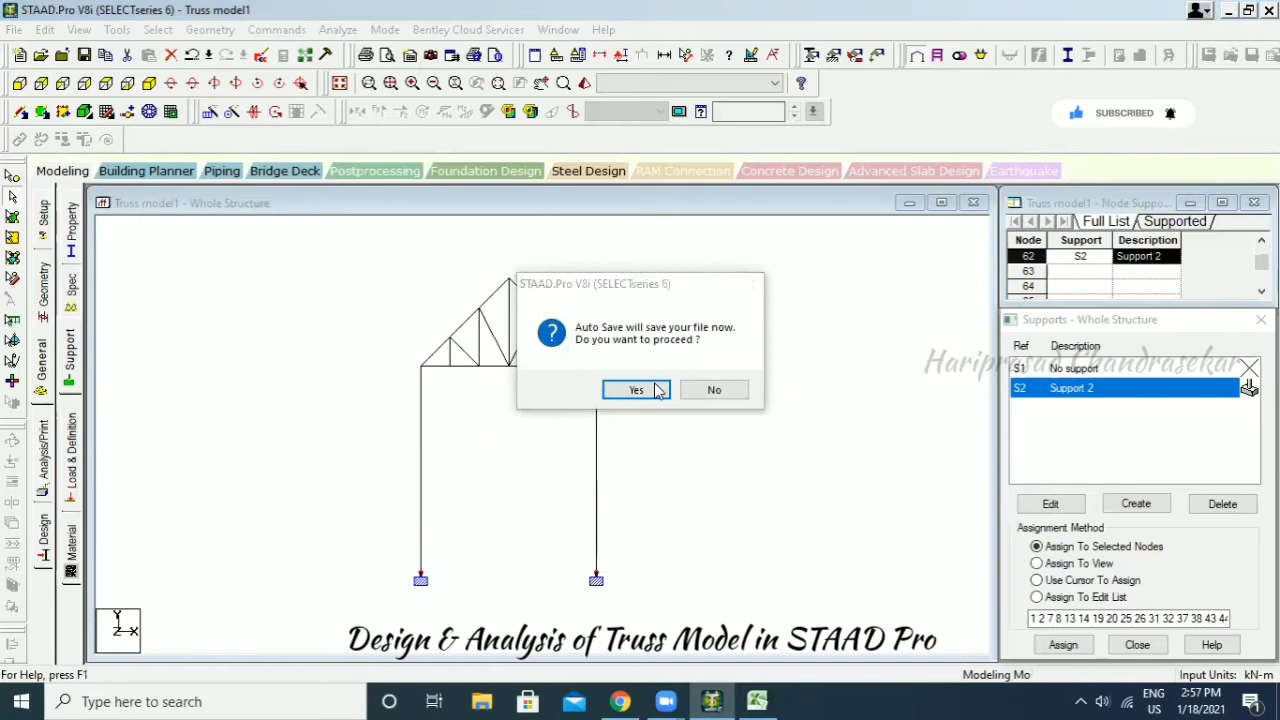 STAAD.Pro V8i (SELECTseries 6) - Truss model1
File Edit View Tools Select Geometry Commands Analyze Mode Bentley Cloud Services Window Help
SUBSCRIBED
Modeling Building Planner Piping Bridge Deck Postprocessing Foundation Design Steel Design RAM Connection Concrete Design Advanced Slab Design Earthquake
Setup
Geometry
General
Analysis/Print
Design
Property
Spec
Support
Load & Definition
Material
Truss model1 - Whole Structure
STAAD.Pro V8i (SELECTseries 6)
Auto Save will save your file now.
Do you want to proceed ?
Yes No
Y
Z X
Design & Analysis of Truss Model in STAAD Pro
Truss model1 - Node Suppo...
Full List Supported
Node Support Description
62 S2 Support 2
63
64
Supports - Whole Structure
Ref Description
Hariprasad Chandrasekar
S1 No support
S2 Support 2
Edit Create Delete
Assignment Method
Assign To Selected Nodes
Assign To View
Use Cursor To Assign
Assign To Edit List
1 2 7 8 13 14 19 20 25 26 31 32 37 38 43 44
Assign Close Help
For Help, press F1
Modeling Mo
Input Units: kN-m
Type here to search
ENG
US
2:57 PM
1/18/2021